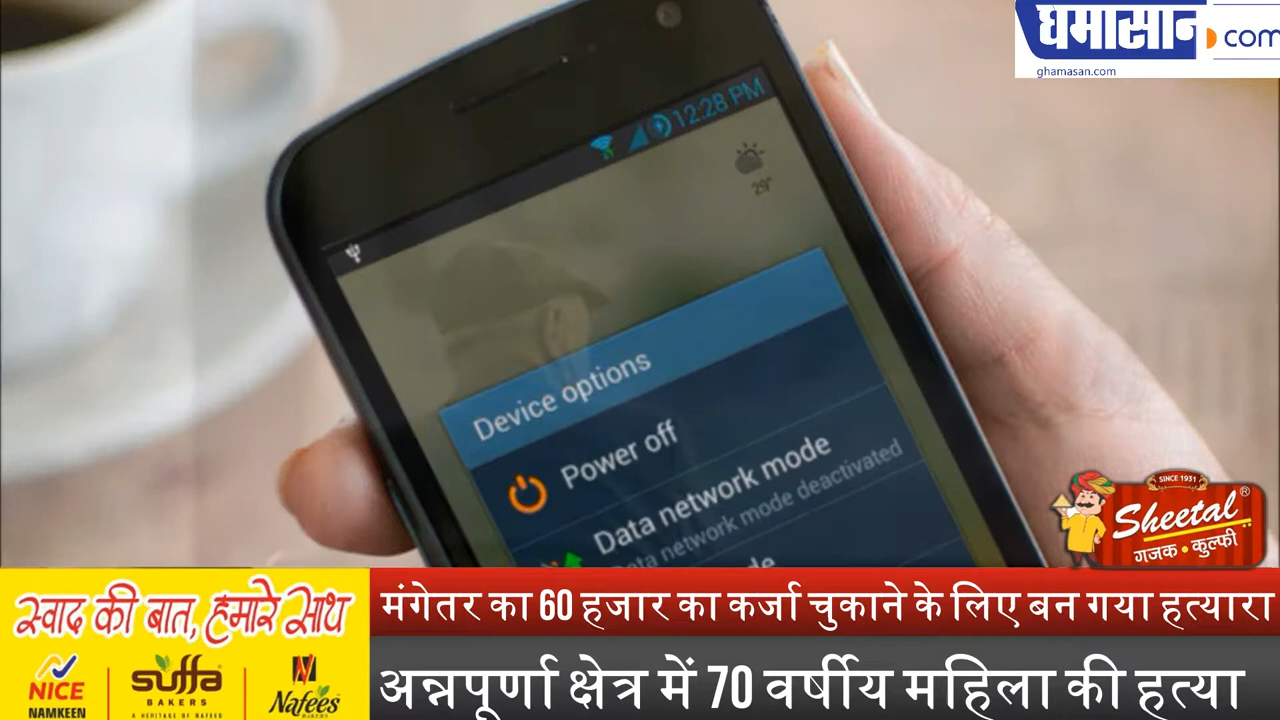 घमासान.com
ghamasan.com
12:28 PM
29°
Device options
Power off
Data network mode
Data network mode deactivated
SINCE 1931
Sheetal®
गजक • कुल्फी
स्वाद की बात, हमारे साथ
NICE
NAMKEEN
suffa
BAKERS
A HERITAGE OF NAFEES
Nafees
BAKERY
मंगेतर का 60 हजार का कर्जा चुकाने के लिए बन गया हत्यारा
अन्नपूर्णा क्षेत्र में 70 वर्षीय महिला की हत्या